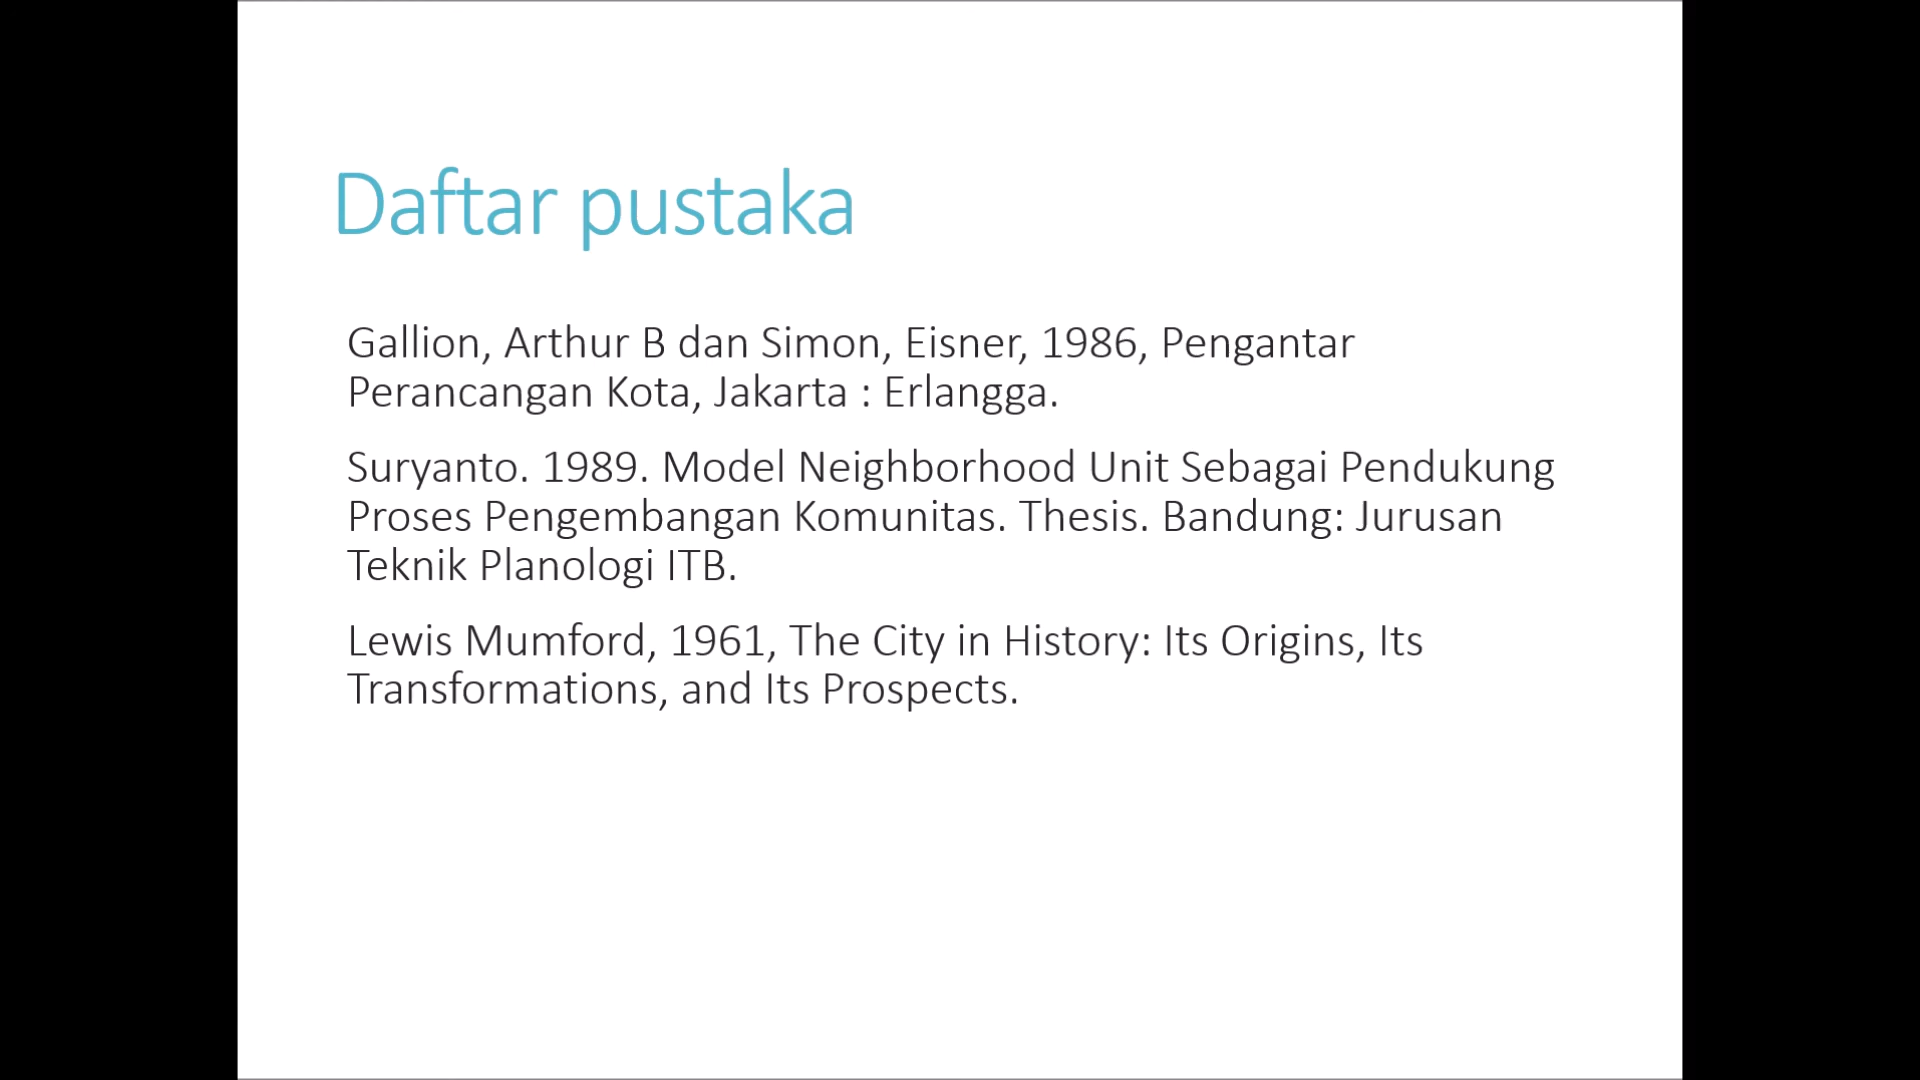 Daftar pustaka
Gallion, Arthur B dan Simon, Eisner, 1986, Pengantar
Perancangan Kota, Jakarta : Erlangga.
Suryanto. 1989. Model Neighborhood Unit Sebagai Pendukung
Proses Pengembangan Komunitas. Thesis. Bandung: Jurusan
Teknik Planologi ITB.
Lewis Mumford, 1961, The City in History: Its Origins, Its
Transformations, and Its Prospects.